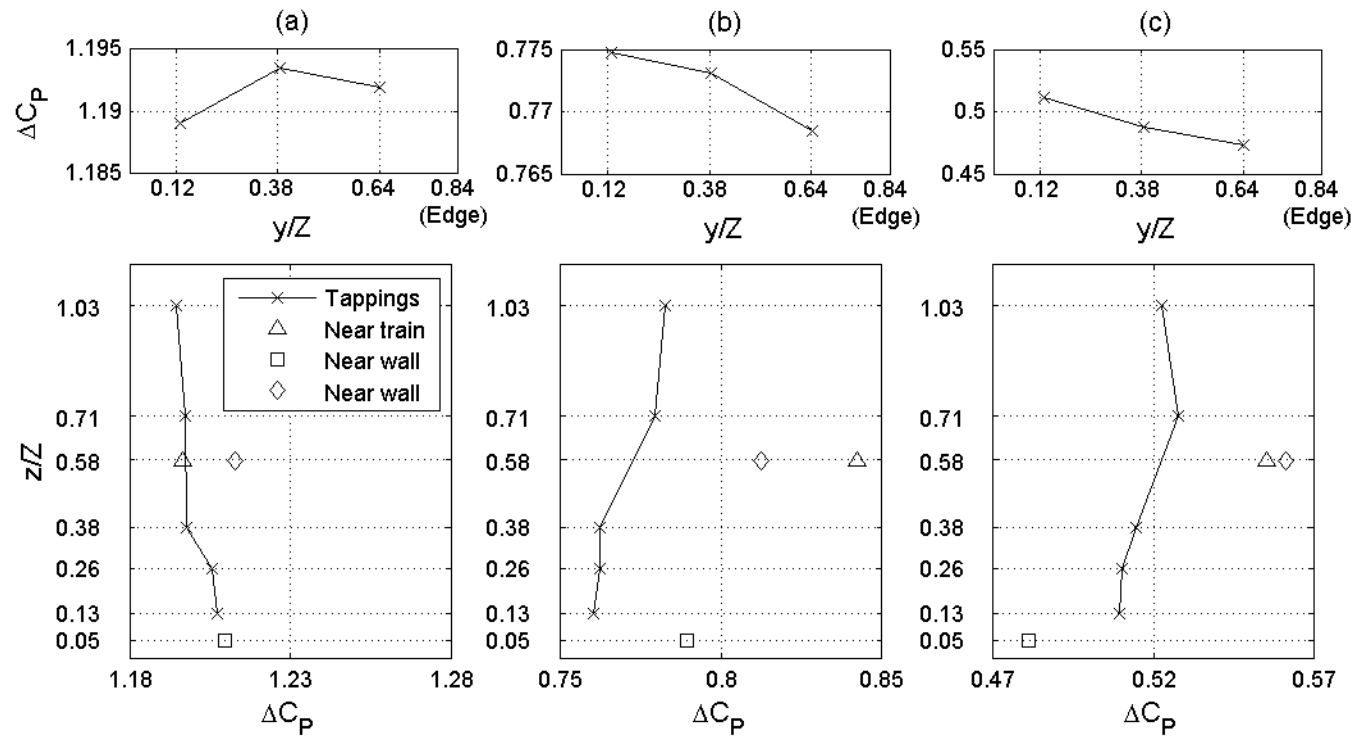 (a)
1.195
1.19
1.185
ΔC_P
0.12 0.38 0.64 0.84
(Edge)
y/Z
(b)
0.775
0.77
0.765
0.12 0.38 0.64 0.84
(Edge)
y/Z
(c)
0.55
0.5
0.45
0.12 0.38 0.64 0.84
(Edge)
y/Z
1.03
0.71
0.58
0.38
0.26
0.13
0.05
z/Z
Tappings
Near train
Near wall
Near wall
1.18 1.23 1.28
ΔC_P
1.03
0.71
0.58
0.38
0.26
0.13
0.05
0.75 0.8 0.85
ΔC_P
1.03
0.71
0.58
0.38
0.26
0.13
0.05
0.47 0.52 0.57
ΔC_P